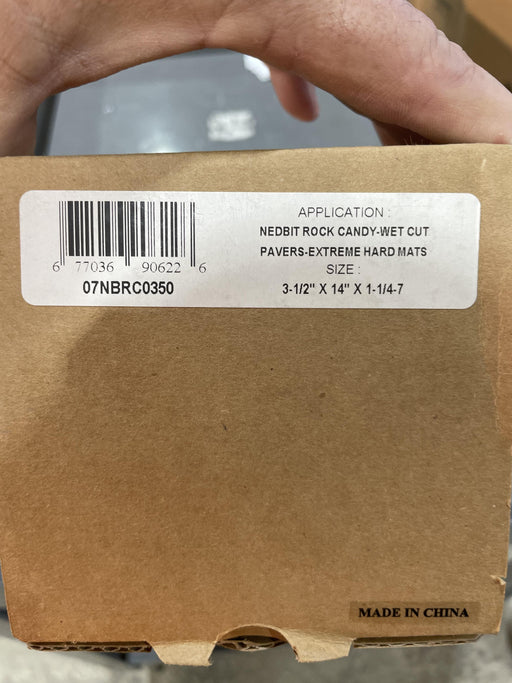 6 77036 90622 6
07NBRC0350
APPLICATION :
NEDBIT ROCK CANDY-WET CUT
PAVERS-EXTREME HARD MATS
SIZE :
3-1/2" X 14" X 1-1/4-7
MADE IN CHINA